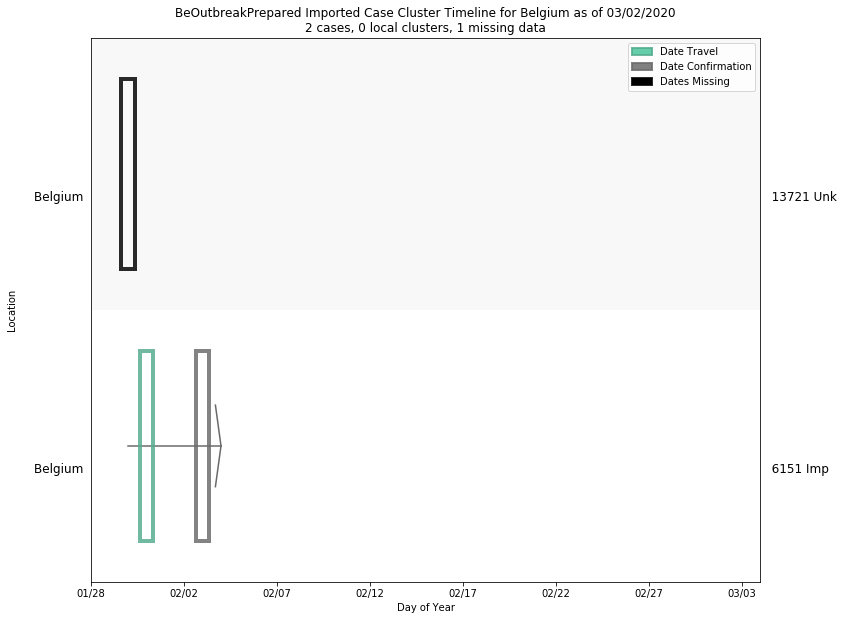 BeOutbreakPrepared Imported Case Cluster Timeline for Belgium as of 03/02/2020
2 cases, 0 local clusters, 1 missing data
Date Travel
Date Confirmation
Dates Missing
Belgium
13721 Unk
Location
Belgium
6151 Imp
01/28 02/02 02/07 02/12 02/17 02/22 02/27 03/03
Day of Year